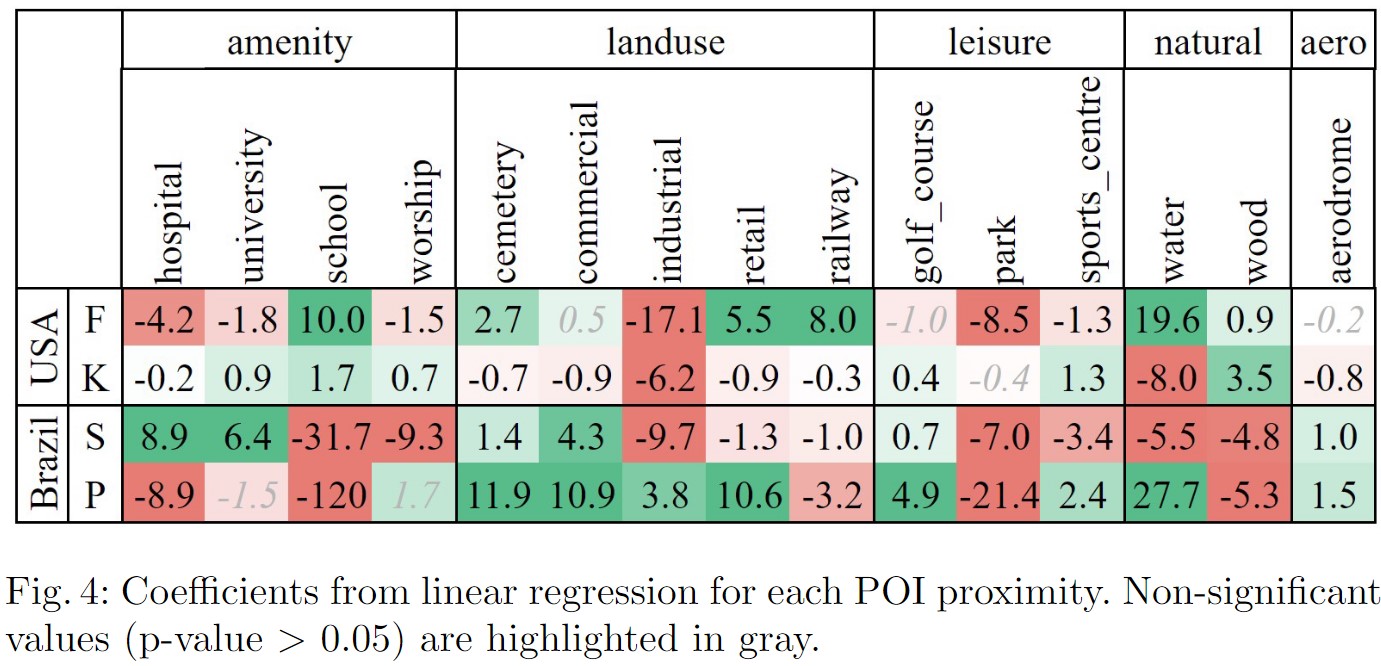 amenity landuse leisure natural aero
hospital university school worship cemetery commercial industrial retail railway golf_course park sports_centre water wood aerodrome
USA F -4.2 -1.8 10.0 -1.5 2.7 0.5 -17.1 5.5 8.0 -1.0 -8.5 -1.3 19.6 0.9 -0.2
K -0.2 0.9 1.7 0.7 -0.7 -0.9 -6.2 -0.9 -0.3 0.4 -0.4 1.3 -8.0 3.5 -0.8
Brazil S 8.9 6.4 -31.7 -9.3 1.4 4.3 -9.7 -1.3 -1.0 0.7 -7.0 -3.4 -5.5 -4.8 1.0
P -8.9 -1.5 -120 1.7 11.9 10.9 3.8 10.6 -3.2 4.9 -21.4 2.4 27.7 -5.3 1.5
Fig. 4: Coefficients from linear regression for each POI proximity. Non-significant
values (p-value > 0.05) are highlighted in gray.